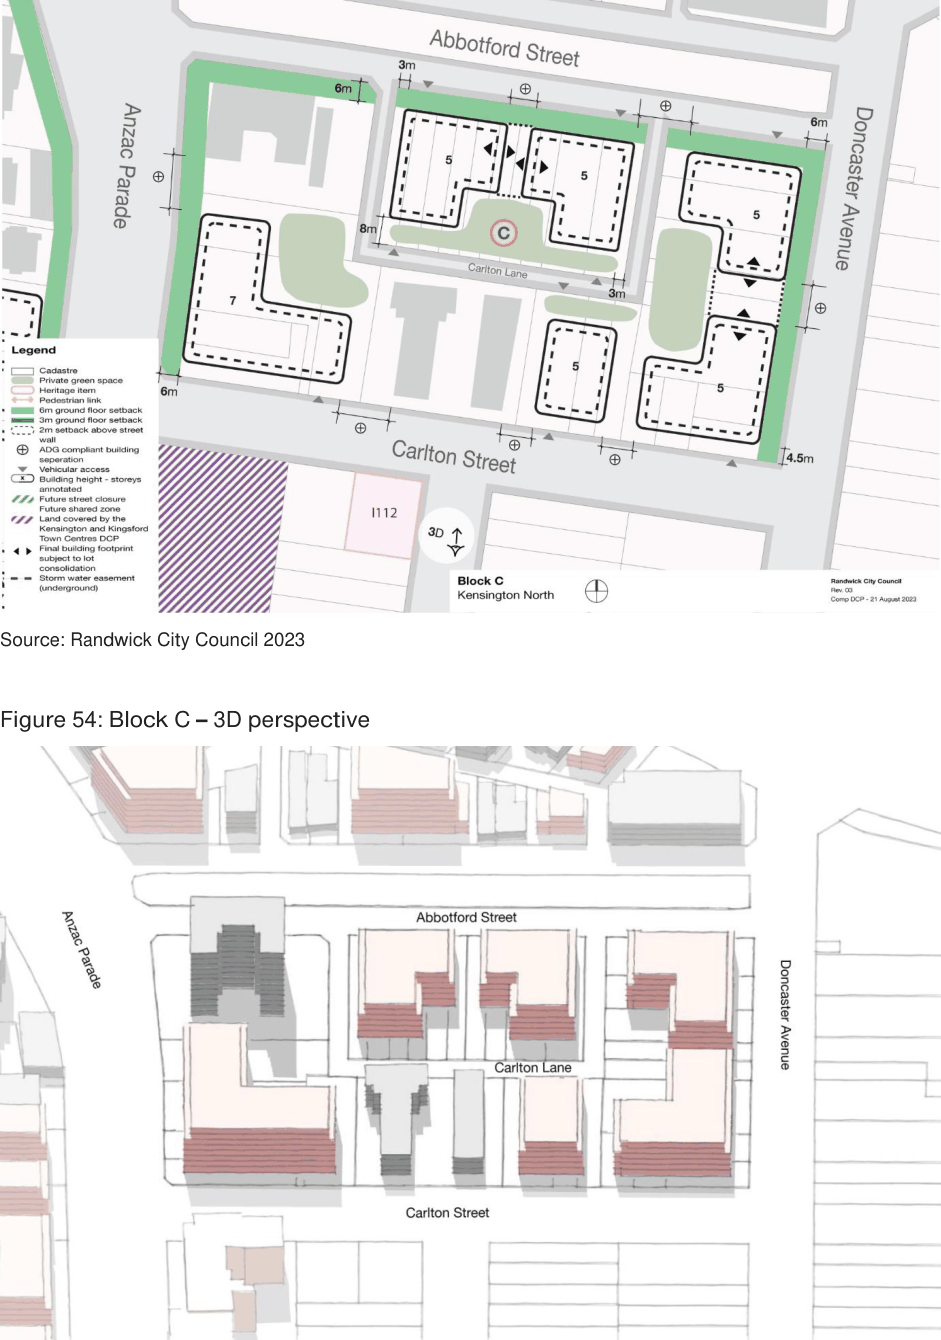 Abbotford Street
3m
6m
6m
Anzac Parade
Doncaster Avenue
5
5
5
8m
C
Carlton Lane
3m
7
5
5
6m
Carlton Street
4.5m
Legend
Cadastre
Private green space
Heritage item
Pedestrian link
6m ground floor setback
3m ground floor setback
2m setback above street
wall
ADG compliant building
seperation
Vehicular access
x
Building height - storeys
annotated
Future street closure
Future shared zone
Land covered by the
Kensington and Kingsford
Town Centres DCP
Final building footprint
subject to lot
consolidation
Storm water easement
(underground)
I112
3D
Block C
Kensington North
Randwick City Council
Rev. 03
Comp DCP - 21 August 2023
Source: Randwick City Council 2023
Figure 54: Block C – 3D perspective
Abbotford Street
Anzac Parade
Doncaster Avenue
Carlton Lane
Carlton Street